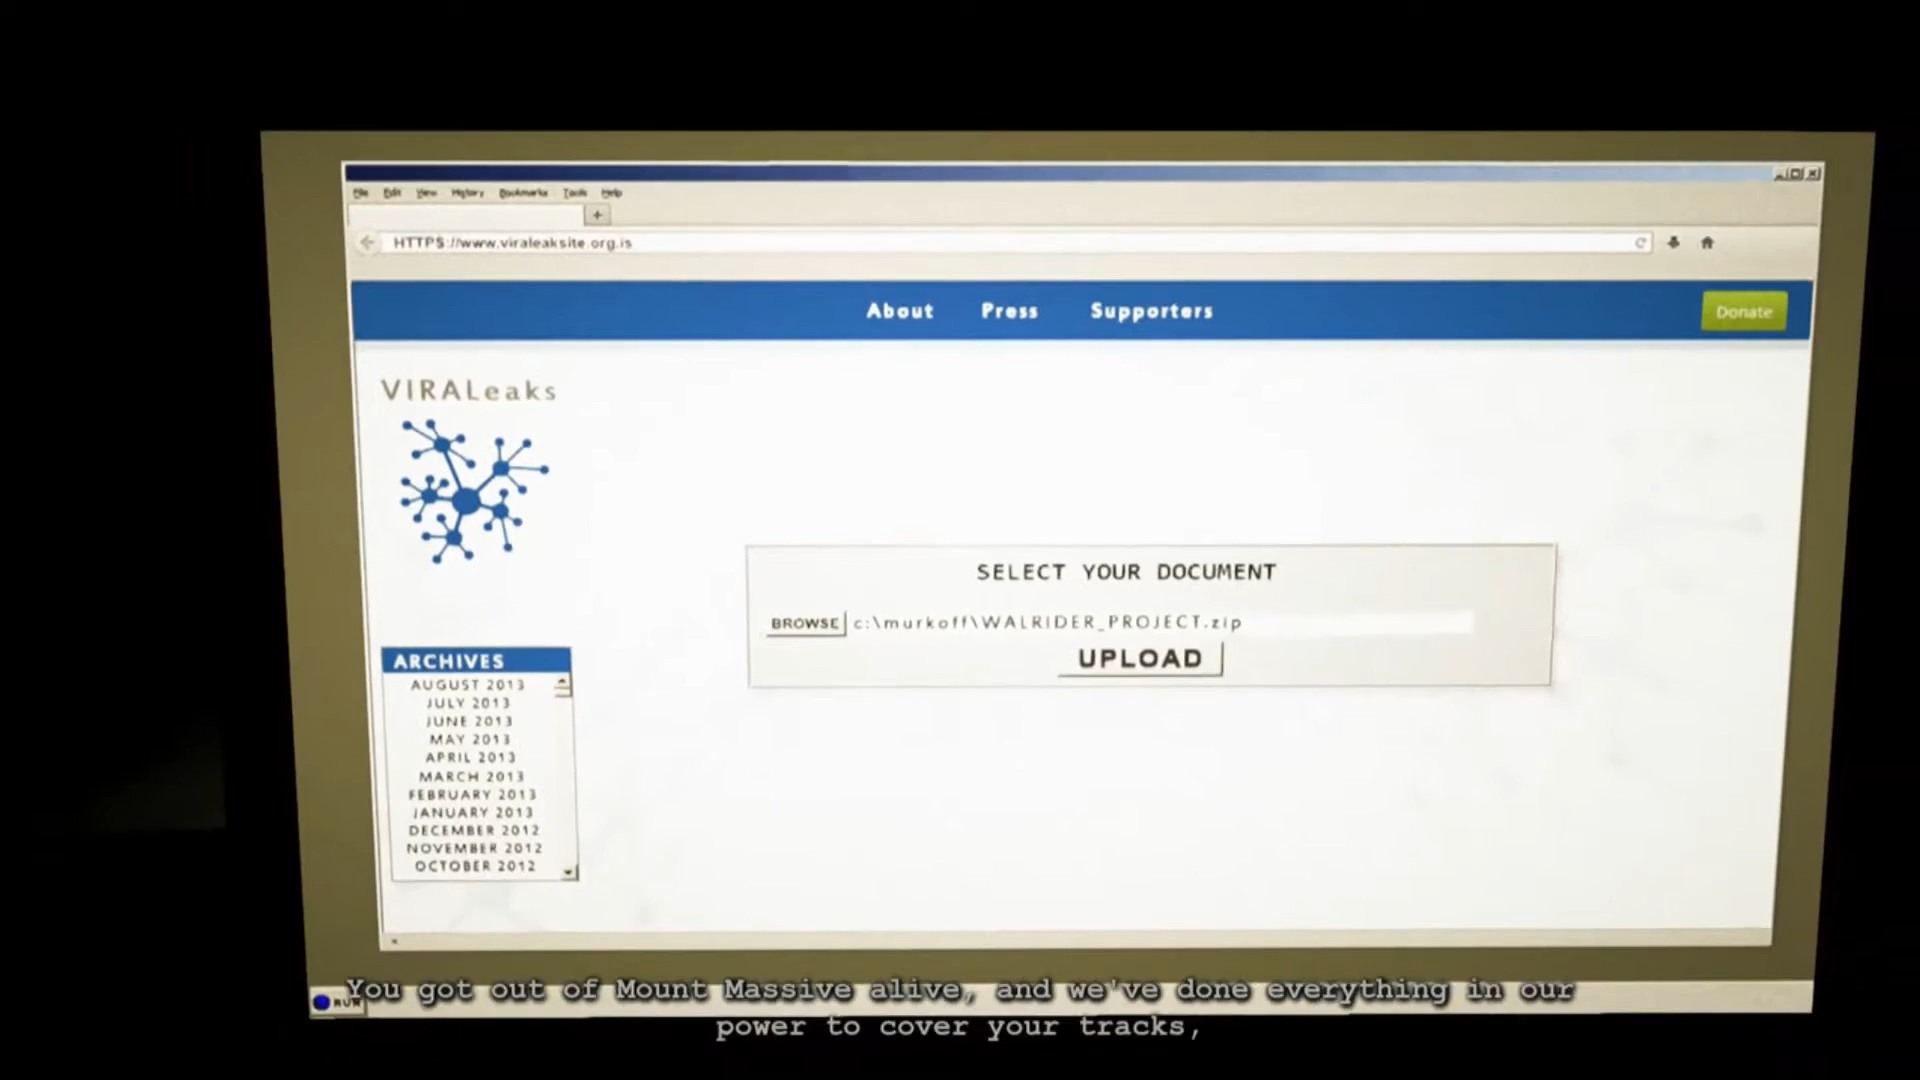 File Edit View History Bookmarks Tools Help
+
HTTPS://www.viraleaksite.org.is
About Press Supporters Donate
VIRALeaks
SELECT YOUR DOCUMENT
BROWSE c:\murkoff\WALRIDER_PROJECT.zip
UPLOAD
ARCHIVES
AUGUST 2013
JULY 2013
JUNE 2013
MAY 2013
APRIL 2013
MARCH 2013
FEBRUARY 2013
JANUARY 2013
DECEMBER 2012
NOVEMBER 2012
OCTOBER 2012
RUN
You got out of Mount Massive alive, and we've done everything in our
power to cover your tracks,